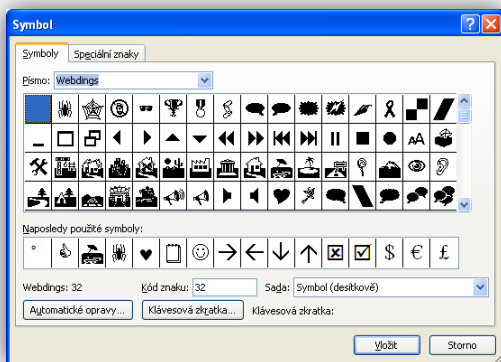 Symbol
Symboly Speciální znaky
Písmo: Webdings
AA
° $ € £
Naposledy použité symboly:
Webdings: 32 Kód znaku: 32 Sada: Symbol (desítkově)
Automatické opravy... Klávesová zkratka... Klávesová zkratka:
Vložit Storno